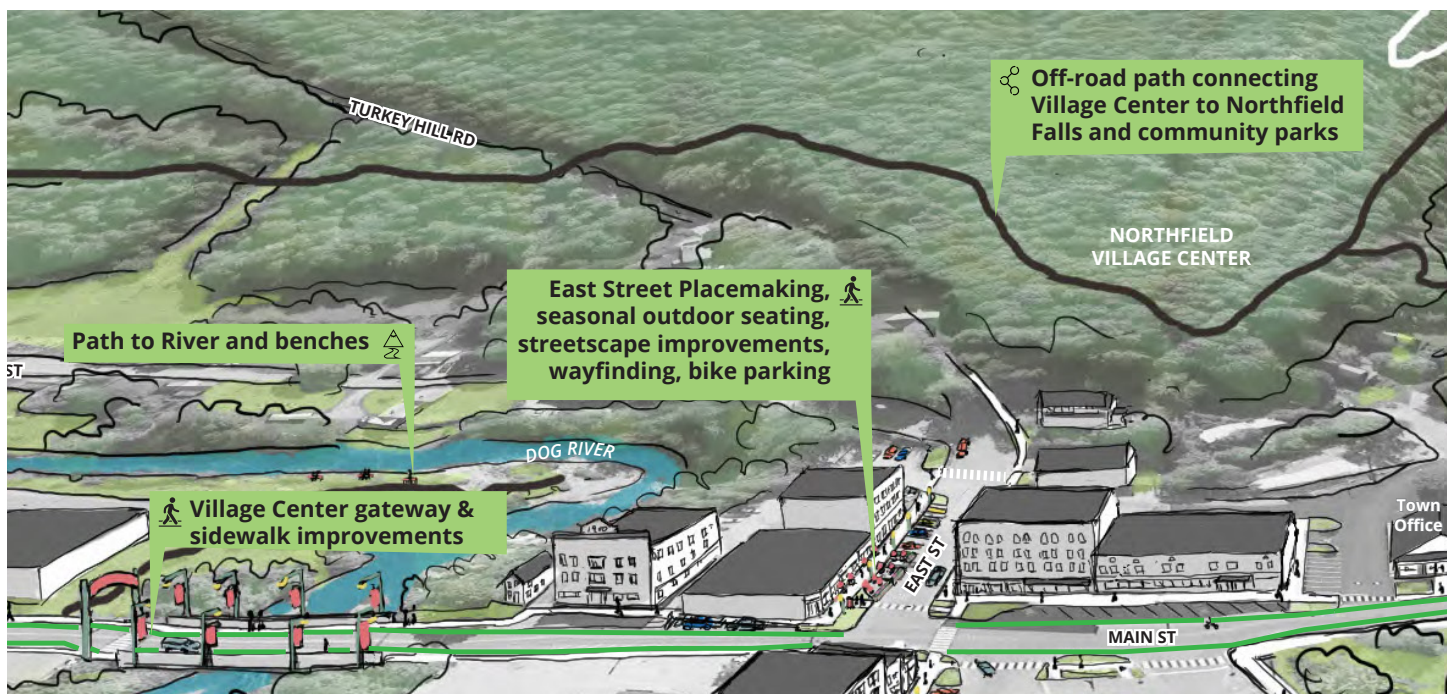 Off-road path connecting
Village Center to Northfield
Falls and community parks
TURKEY HILL RD
NORTHFIELD
VILLAGE CENTER
East Street Placemaking,
seasonal outdoor seating,
streetscape improvements,
wayfinding, bike parking
Path to River and benches
ST
DOG RIVER
Village Center gateway &
sidewalk improvements
Town
Office
EAST ST
MAIN ST